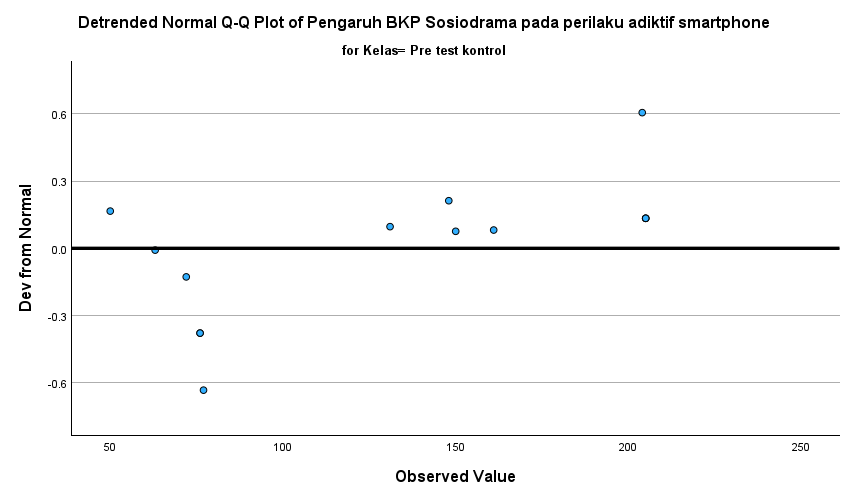 Detrended Normal Q-Q Plot of Pengaruh BKP Sosiodrama pada perilaku adiktif smartphone
for Kelas= Pre test kontrol
Dev from Normal
0.6
0.3
0.0
-0.3
-0.6
50 100 150 200 250
Observed Value